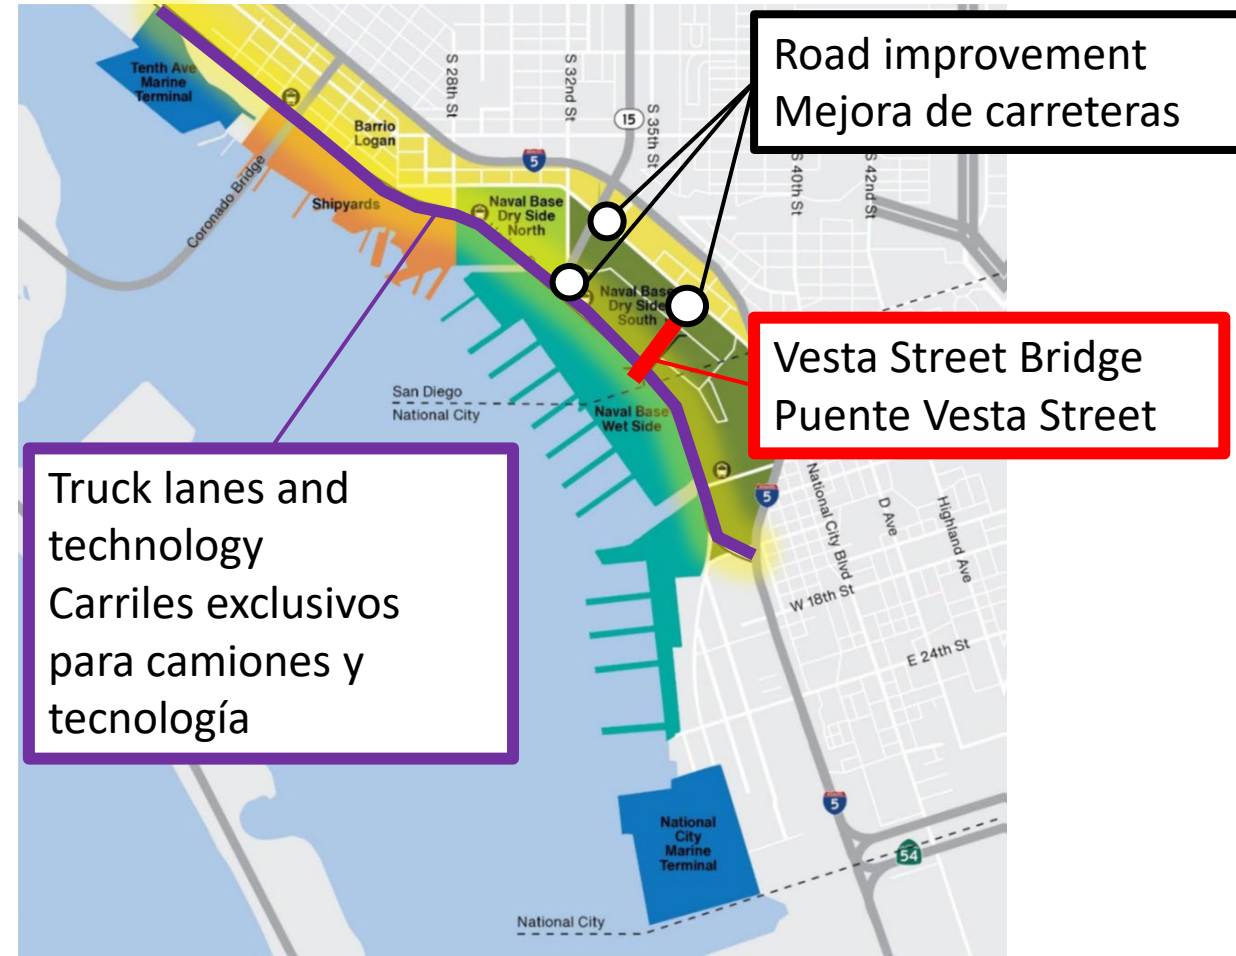 Road improvement
Mejora de carreteras
Tenth Ave
Marine
Terminal
S 28th St
S 32nd St
15
S 35th St
S 40th St
S 42nd St
Barrio
Logan
5
Coronado Bridge
Shipyards
Naval Base
Dry Side
North
Naval Base
Dry Side
South
Vesta Street Bridge
Puente Vesta Street
San Diego
National City
Naval Base
Wet Side
Truck lanes and
technology
Carriles exclusivos
para camiones y
tecnología
5
National City Blvd
D Ave
Highland Ave
W 18th St
E 24th St
National
City
Marine
Terminal
5
54
National City